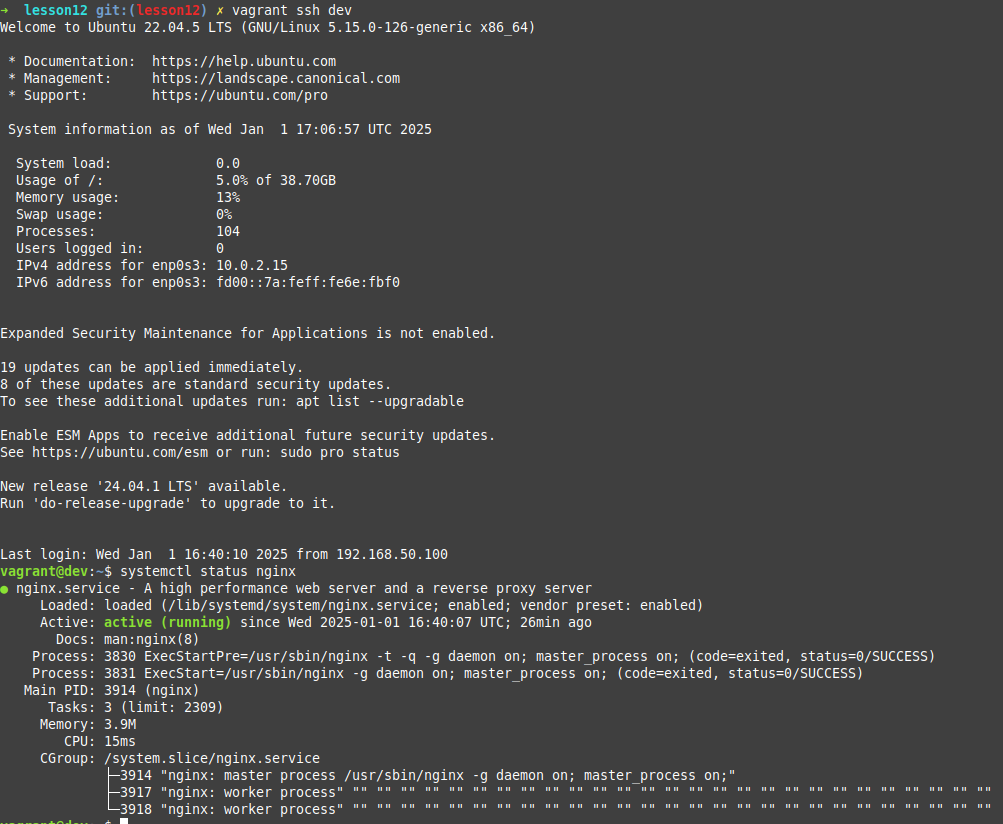 →  lesson12 git:(lesson12) ✗ vagrant ssh dev
Welcome to Ubuntu 22.04.5 LTS (GNU/Linux 5.15.0-126-generic x86_64)

 * Documentation:  https://help.ubuntu.com
 * Management:     https://landscape.canonical.com
 * Support:        https://ubuntu.com/pro

 System information as of Wed Jan  1 17:06:57 UTC 2025

  System load:             0.0
  Usage of /:              5.0% of 38.70GB
  Memory usage:            13%
  Swap usage:              0%
  Processes:               104
  Users logged in:         0
  IPv4 address for enp0s3: 10.0.2.15
  IPv6 address for enp0s3: fd00::7a:feff:fe6e:fbf0


Expanded Security Maintenance for Applications is not enabled.

19 updates can be applied immediately.
8 of these updates are standard security updates.
To see these additional updates run: apt list --upgradable

Enable ESM Apps to receive additional future security updates.
See https://ubuntu.com/esm or run: sudo pro status

New release '24.04.1 LTS' available.
Run 'do-release-upgrade' to upgrade to it.


Last login: Wed Jan  1 16:40:10 2025 from 192.168.50.100
vagrant@dev:~$ systemctl status nginx
● nginx.service - A high performance web server and a reverse proxy server
     Loaded: loaded (/lib/systemd/system/nginx.service; enabled; vendor preset: enabled)
     Active: active (running) since Wed 2025-01-01 16:40:07 UTC; 26min ago
       Docs: man:nginx(8)
    Process: 3830 ExecStartPre=/usr/sbin/nginx -t -q -g daemon on; master_process on; (code=exited, status=0/SUCCESS)
    Process: 3831 ExecStart=/usr/sbin/nginx -g daemon on; master_process on; (code=exited, status=0/SUCCESS)
   Main PID: 3914 (nginx)
      Tasks: 3 (limit: 2309)
     Memory: 3.9M
        CPU: 15ms
     CGroup: /system.slice/nginx.service
             ├─3914 "nginx: master process /usr/sbin/nginx -g daemon on; master_process on;"
             ├─3917 "nginx: worker process" "" "" "" "" "" "" "" "" "" "" "" "" "" "" "" "" "" "" "" "" "" "" "" "" "" "" ""
             └─3918 "nginx: worker process" "" "" "" "" "" "" "" "" "" "" "" "" "" "" "" "" "" "" "" "" "" "" "" "" "" "" ""
vagrant@dev:~$